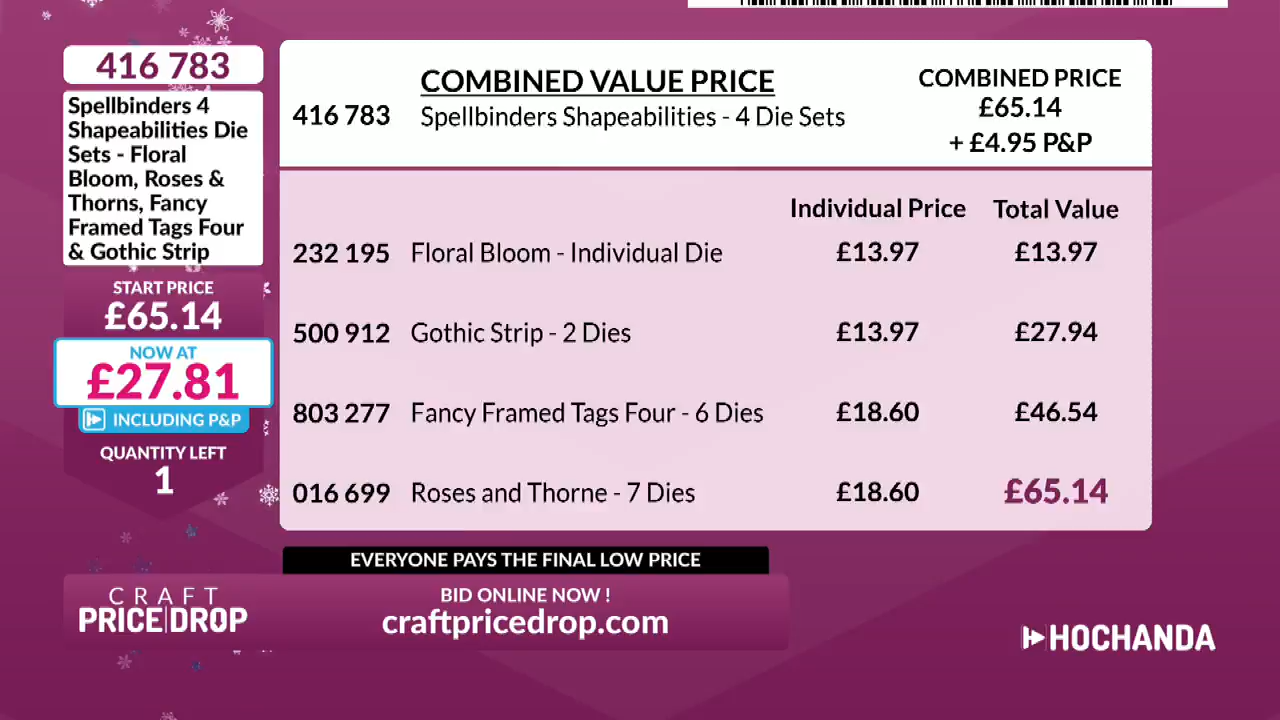 416 783
Spellbinders 4
Shapeabilities Die
Sets - Floral
Bloom, Roses &
Thorns, Fancy
Framed Tags Four
& Gothic Strip
START PRICE
£65.14
NOW AT
£27.81
INCLUDING P&P
QUANTITY LEFT
1
COMBINED VALUE PRICE
416 783 Spellbinders Shapeabilities - 4 Die Sets
COMBINED PRICE
£65.14
+ £4.95 P&P
Individual Price Total Value
232 195 Floral Bloom - Individual Die £13.97 £13.97
500 912 Gothic Strip - 2 Dies £13.97 £27.94
803 277 Fancy Framed Tags Four - 6 Dies £18.60 £46.54
016 699 Roses and Thorne - 7 Dies £18.60 £65.14
EVERYONE PAYS THE FINAL LOW PRICE
CRAFT
PRICE DROP
BID ONLINE NOW !
craftpricedrop.com
HOCHANDA